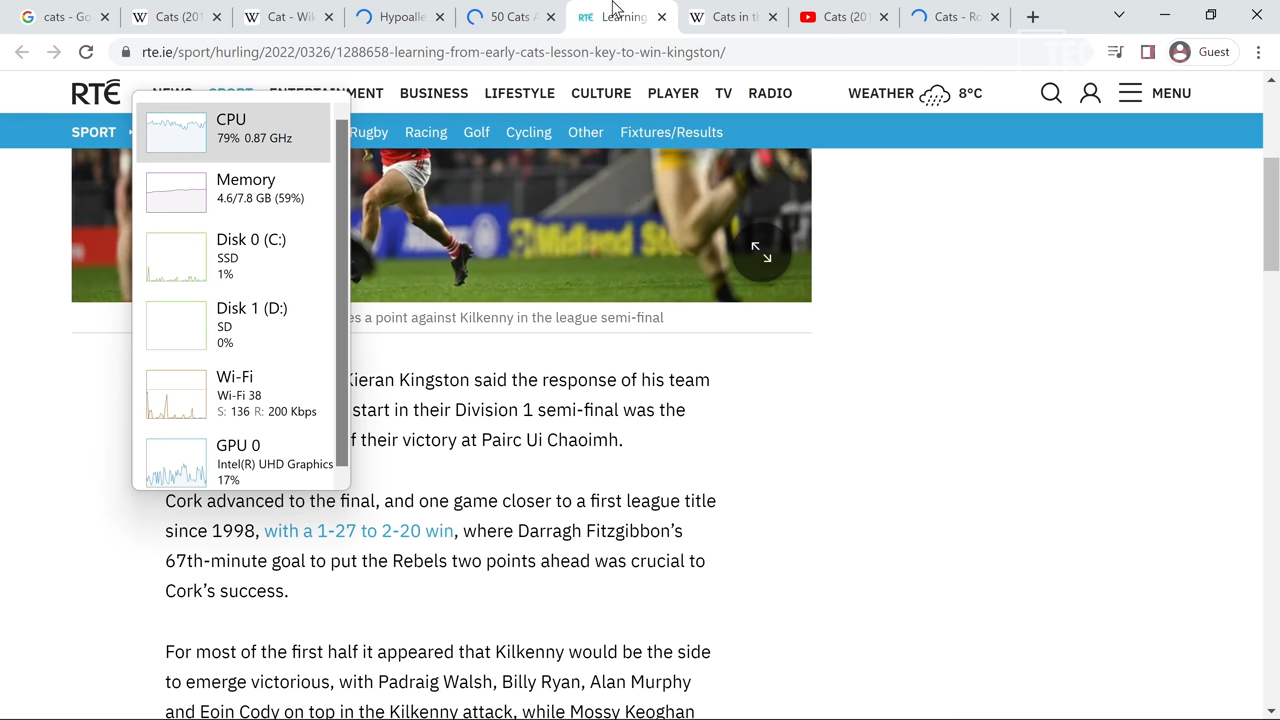 cats - Go
Cats (201
Cat - Wik
Hypoalle
50 Cats A
RTÉ Learning
Cats in th
Cats (201
Cats - Ro
rte.ie/sport/hurling/2022/0326/1288658-learning-from-early-cats-lesson-key-to-win-kingston/
Guest
RTÉ NEWS SPORT ENTERTAINMENT BUSINESS LIFESTYLE CULTURE PLAYER TV RADIO WEATHER 8°C MENU
SPORT Rugby Racing Golf Cycling Other Fixtures/Results
CPU
79% 0.87 GHz
Memory
4.6/7.8 GB (59%)
Disk 0 (C:)
SSD
1%
Disk 1 (D:)
SD
0%
Wi-Fi
Wi-Fi 38
S: 136 R: 200 Kbps
GPU 0
Intel(R) UHD Graphics
17%
Midland
es a point against Kilkenny in the league semi-final
Kieran Kingston said the response of his team
start in their Division 1 semi-final was the
f their victory at Pairc Ui Chaoimh.
Cork advanced to the final, and one game closer to a first league title
since 1998, with a 1-27 to 2-20 win, where Darragh Fitzgibbon’s
67th-minute goal to put the Rebels two points ahead was crucial to
Cork’s success.
For most of the first half it appeared that Kilkenny would be the side
to emerge victorious, with Padraig Walsh, Billy Ryan, Alan Murphy
and Eoin Cody on top in the Kilkenny attack, while Mossy Keoghan